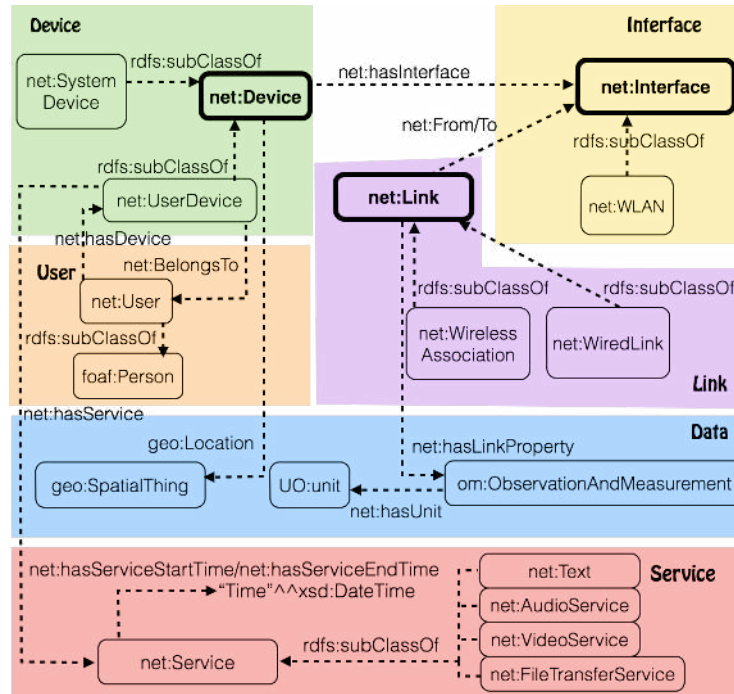 Device
Interface
rdfs:subClassOf
net:System
Device
net:Device
net:hasInterface
net:Interface
net:From/To
rdfs:subClassOf
rdfs:subClassOf
net:UserDevice
net:Link
net:WLAN
net:hasDevice
User
net:BelongsTo
net:User
rdfs:subClassOf
rdfs:subClassOf
net:Wireless
Association
net:WiredLink
rdfs:subClassOf
foaf:Person
Link
net:hasService
Data
geo:Location
net:hasLinkProperty
geo:SpatialThing
UO:unit
om:ObservationAndMeasurement
net:hasUnit
Service
net:hasServiceStartTime/net:hasServiceEndTime
"Time"^^xsd:DateTime
net:Text
net:AudioService
net:VideoService
rdfs:subClassOf
net:Service
net:FileTransferService